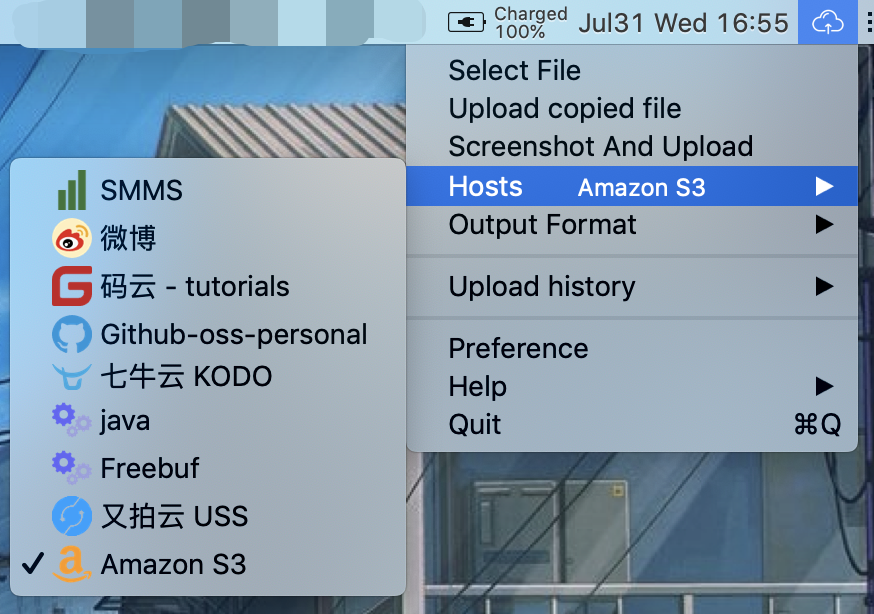 Charged
100%
Jul31 Wed 16:55
Select File
Upload copied file
Screenshot And Upload
Hosts Amazon S3
Output Format
Upload history
Preference
Help
Quit ⌘Q
SMMS
微博
码云 - tutorials
Github-oss-personal
七牛云 KODO
java
Freebuf
又拍云 USS
Amazon S3